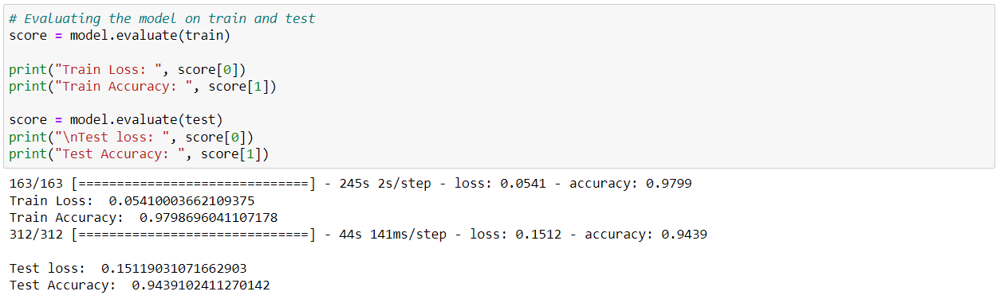 # Evaluating the model on train and test
score = model.evaluate(train)
print("Train Loss: ", score[0])
print("Train Accuracy: ", score[1])
score = model.evaluate(test)
print("\nTest loss: ", score[0])
print("Test Accuracy: ", score[1])
163/163 [==============================] - 245s 2s/step - loss: 0.0541 - accuracy: 0.9799
Train Loss:  0.05410003662109375
Train Accuracy:  0.9798696041107178
312/312 [==============================] - 44s 141ms/step - loss: 0.1512 - accuracy: 0.9439
Test loss:  0.15119031071662903
Test Accuracy:  0.9439102411270142